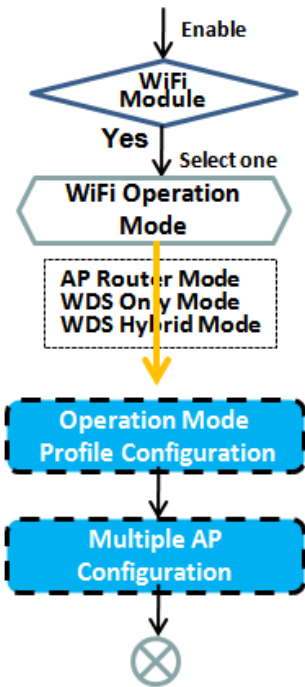 Enable
WiFi
Module
Yes
Select one
WiFi Operation
Mode
AP Router Mode
WDS Only Mode
WDS Hybrid Mode
Operation Mode
Profile Configuration
Multiple AP
Configuration